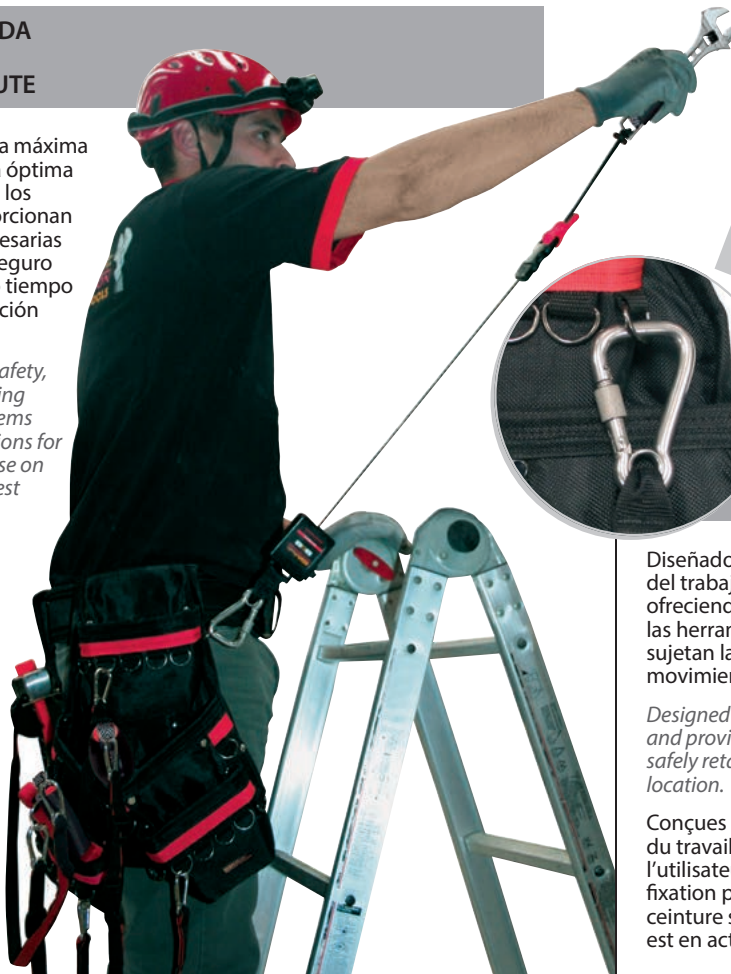 DA
UTE
a máxima
óptima
los
orcionan
esarias
eguro
tiempo
ción
afety,
ing
ems
ions for
se on
est
OOLS
Diseñado
del trabaj
ofreciend
las herran
sujetan la
movimien
Designed
and provi
safely reta
location.
Conçues
du travail
l’utilisate
fixation p
ceinture s
est en act